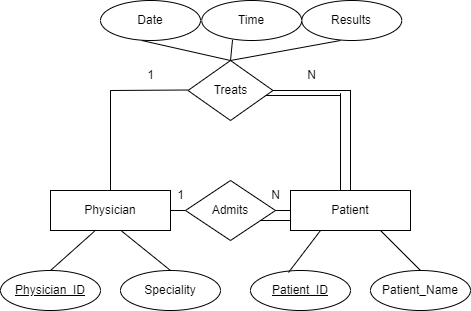 Date Time Results
1 N
Treats
1 N
Physician Admits Patient
Physician_ID Speciality Patient_ID Patient_Name